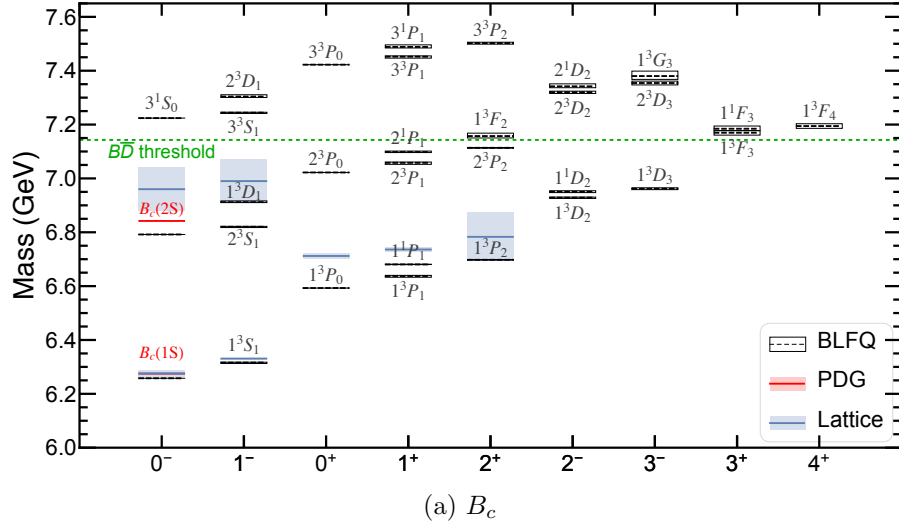 7.6
7.4
7.2
7.0
6.8
6.6
6.4
6.2
6.0
Mass (GeV)
3¹S₀
B_c(2S)
B_c(1S)
2³D₁
3³S₁
1³D₁
2³S₁
1³S₁
3³P₀
2³P₀
1³P₀
3¹P₁
3³P₁
2¹P₁
2³P₁
1¹P₁
1³P₁
3³P₂
1³F₂
2³P₂
1³P₂
2¹D₂
2³D₂
1¹D₂
1³D₂
1³G₃
2³D₃
1³D₃
1¹F₃
1³F₃
1³F₄
BD̅ threshold
BLFQ
PDG
Lattice
0⁻ 1⁻ 0⁺ 1⁺ 2⁺ 2⁻ 3⁻ 3⁺ 4⁺
(a) B_c